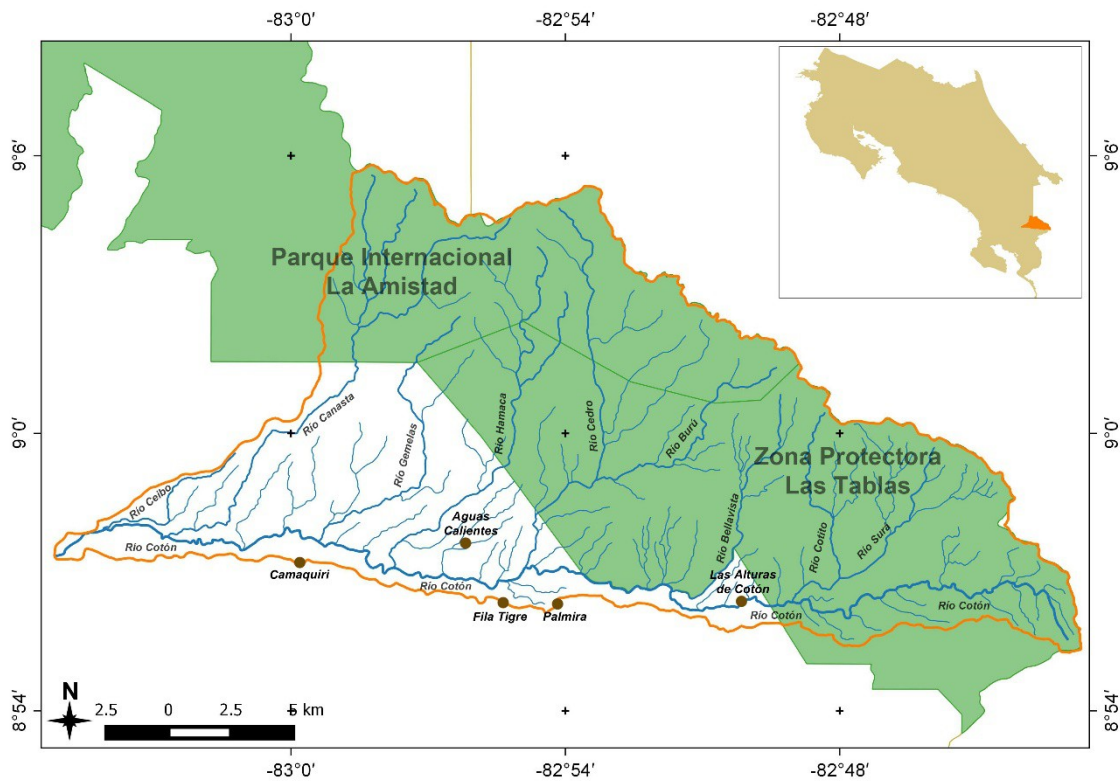 -83°0′
-82°54′
-82°48′
9°6′
9°6′
Parque Internacional
La Amistad
Río Canasta
Río Gemelas
Río Hamaca
Río Cedro
Río Burú
9°0′
9°0′
Zona Protectora
Las Tablas
Río Ceibo
Río Cotón
Aguas
Calientes
Río Bellavista
Río Cotito
Río Surá
Camaquiri
Río Cotón
Las Alturas
de Cotón
Río Cotón
Fila Tigre
Palmira
Río Cotón
N
2.5
0
2.5
5 km
8°54′
8°54′
-83°0′
-82°54′
-82°48′